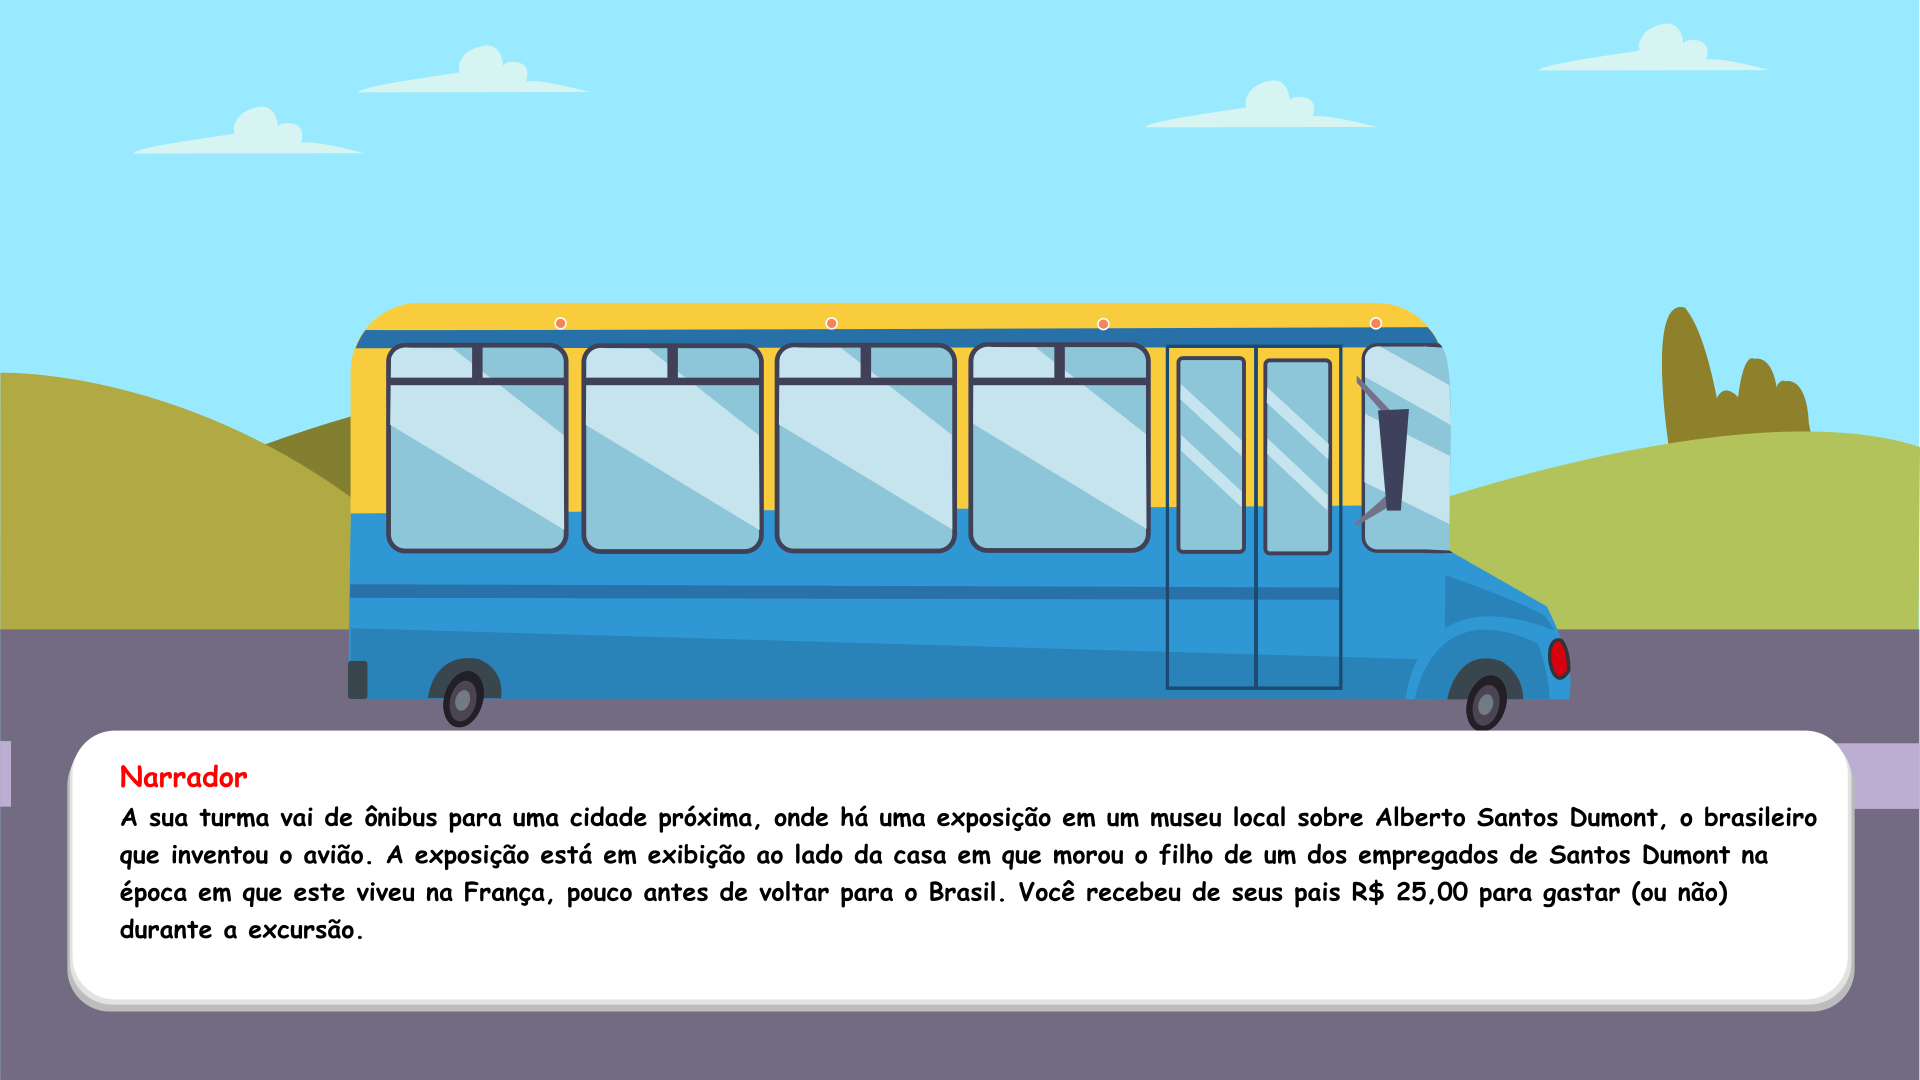 Narrador
A sua turma vai de ônibus para uma cidade próxima, onde há uma exposição em um museu local sobre Alberto Santos Dumont, o brasileiro
que inventou o avião. A exposição está em exibição ao lado da casa em que morou o filho de um dos empregados de Santos Dumont na
época em que este viveu na França, pouco antes de voltar para o Brasil. Você recebeu de seus pais R$ 25,00 para gastar (ou não)
durante a excursão.